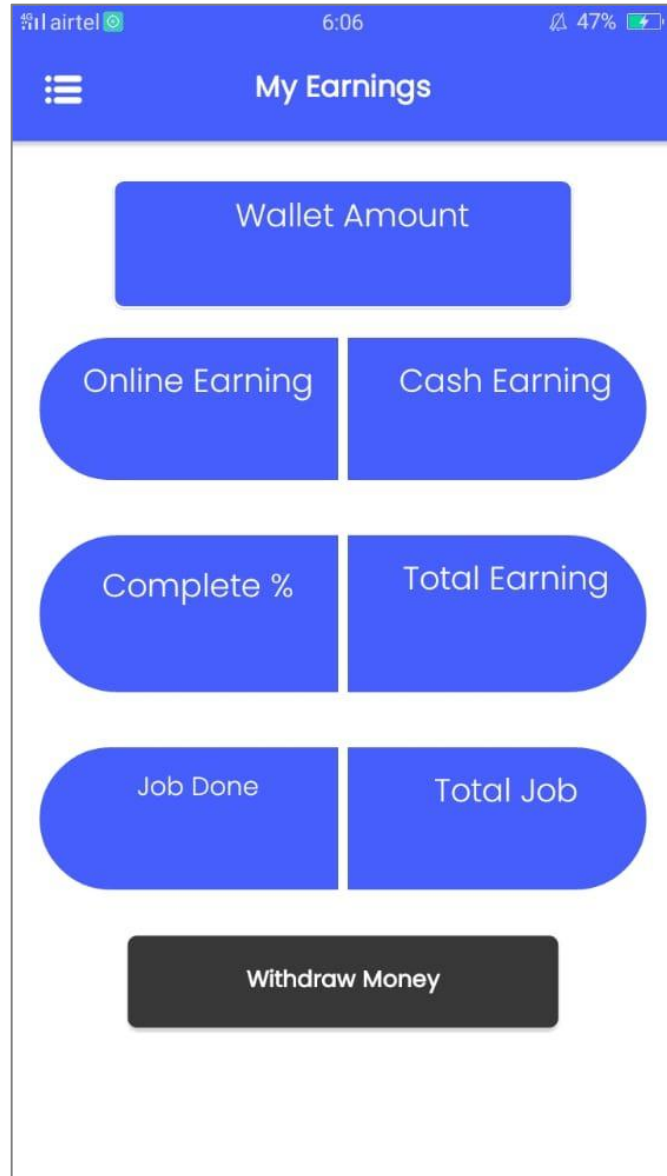 4G airtel 6:06 47%
My Earnings
Wallet Amount
Online Earning Cash Earning
Complete % Total Earning
Job Done Total Job
Withdraw Money